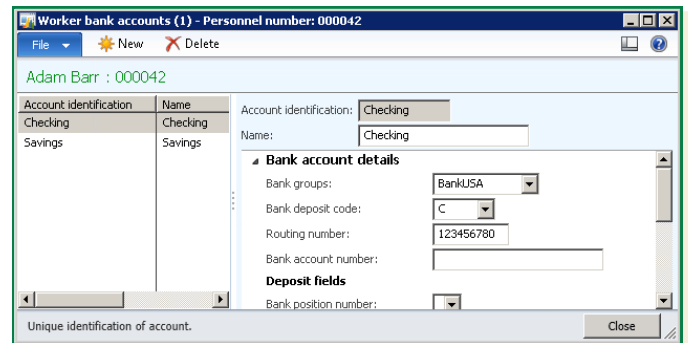 Worker bank accounts (1) - Personnel number: 000042
File New Delete
Adam Barr : 000042
Account identification Name
Checking Checking
Savings Savings
Account identification: Checking
Name: Checking
Bank account details
Bank groups: BankUSA
Bank deposit code: C
Routing number: 123456780
Bank account number:
Deposit fields
Bank position number:
Unique identification of account. Close